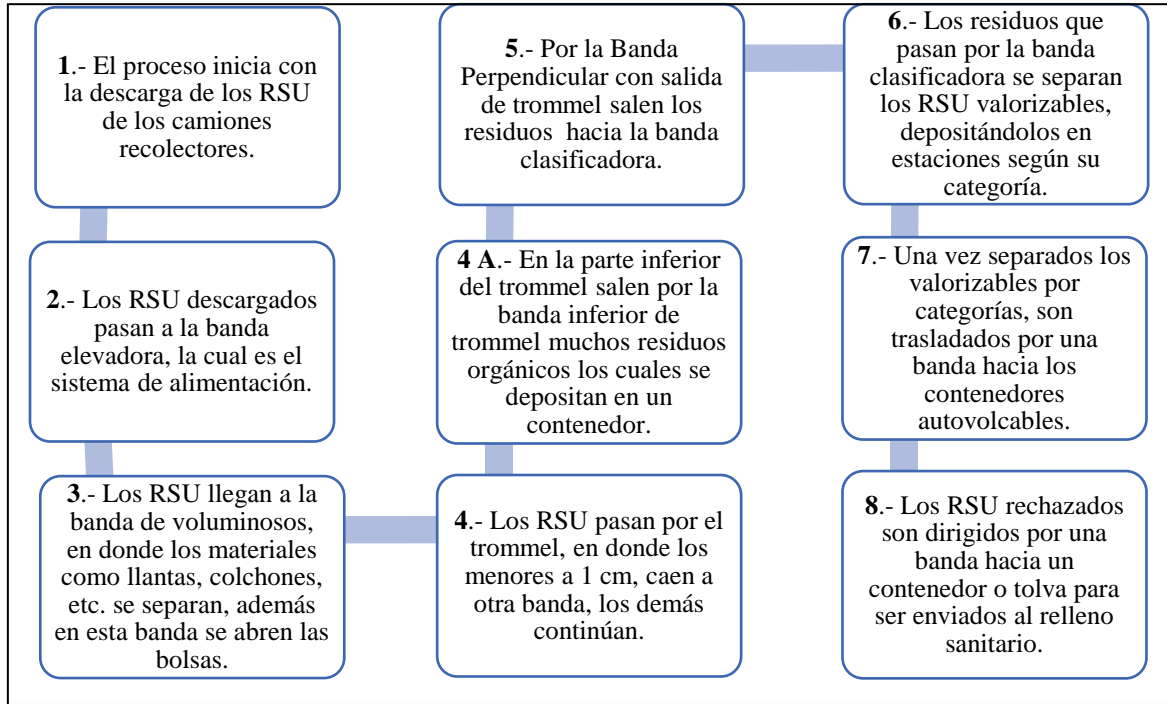 1.- El proceso inicia con
la descarga de los RSU
de los camiones
recolectores.
2.- Los RSU descargados
pasan a la banda
elevadora, la cual es el
sistema de alimentación.
3.- Los RSU llegan a la
banda de voluminosos,
en donde los materiales
como llantas, colchones,
etc. se separan, además
en esta banda se abren las
bolsas.
4.- Los RSU pasan por el
trommel, en donde los
menores a 1 cm, caen a
otra banda, los demás
continúan.
4 A.- En la parte inferior
del trommel salen por la
banda inferior de
trommel muchos residuos
orgánicos los cuales se
depositan en un
contenedor.
5.- Por la Banda
Perpendicular con salida
de trommel salen los
residuos hacia la banda
clasificadora.
6.- Los residuos que
pasan por la banda
clasificadora se separan
los RSU valorizables,
depositándolos en
estaciones según su
categoría.
7.- Una vez separados los
valorizables por
categorías, son
trasladados por una
banda hacia los
contenedores
autovolcables.
8.- Los RSU rechazados
son dirigidos por una
banda hacia un
contenedor o tolva para
ser enviados al relleno
sanitario.